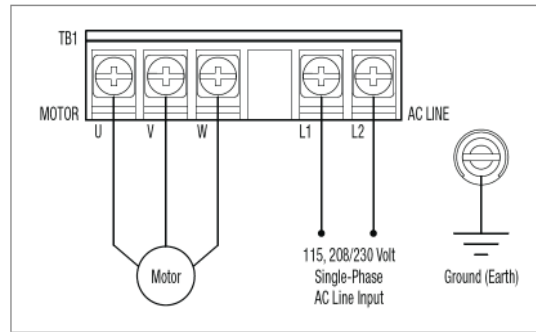 TB1
MOTOR
U
V
W
L1
L2
AC LINE
Motor
115, 208/230 Volt
Single-Phase
AC Line Input
Ground (Earth)